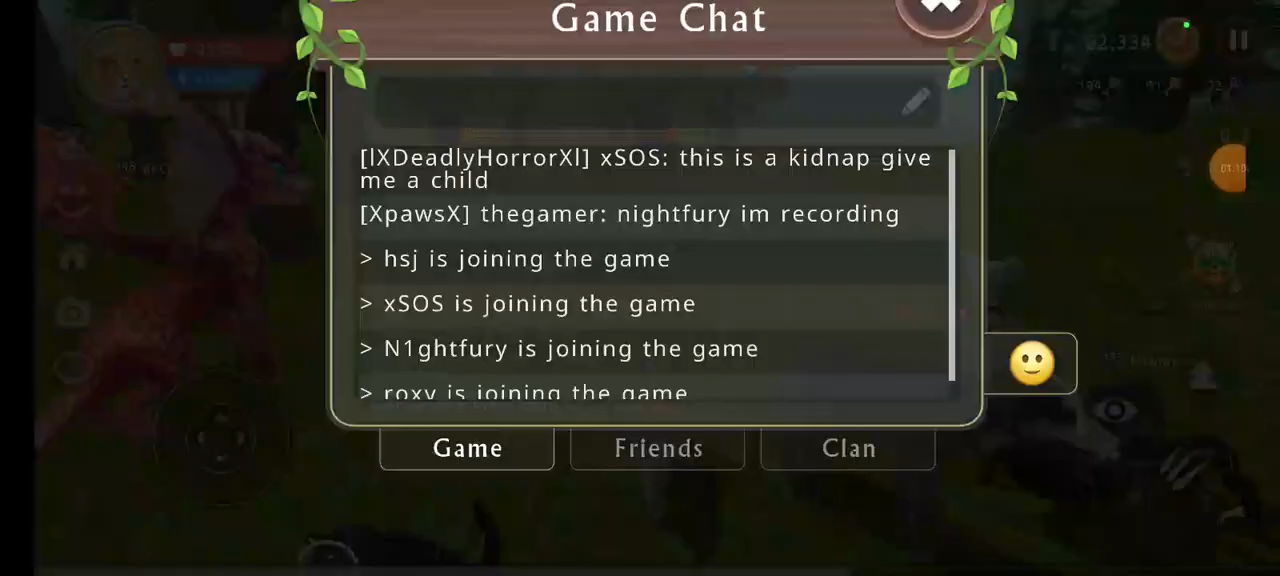 Game Chat
[lXDeadlyHorrorXl] xSOS: this is a kidnap give
me a child
[XpawsX] thegamer: nightfury im recording
> hsj is joining the game
> xSOS is joining the game
> N1ghtfury is joining the game
> roxy is joining the game
Game Friends Clan
01:10